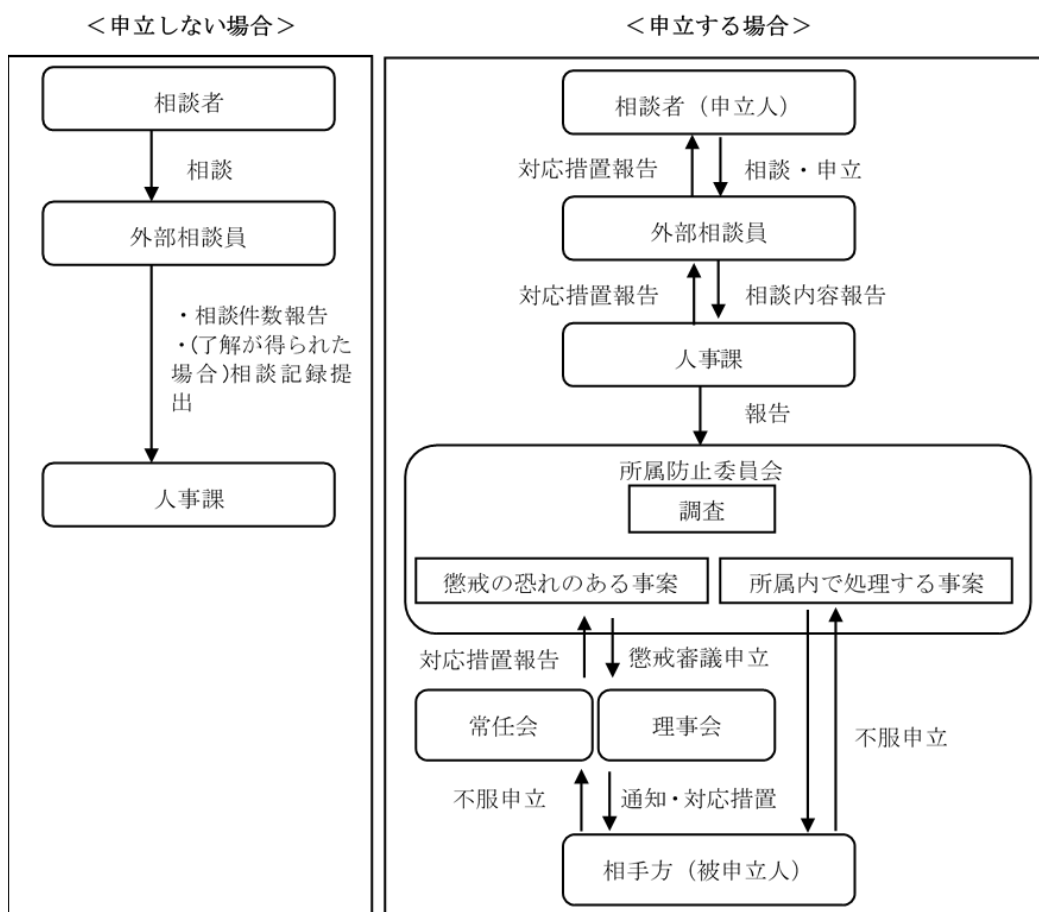 ＜申立しない場合＞
相談者
相談
外部相談員
・相談件数報告
・(了解が得られた
場合)相談記録提
出
人事課
＜申立する場合＞
相談者（申立人）
対応措置報告
相談・申立
外部相談員
対応措置報告
相談内容報告
人事課
報告
所属防止委員会
調査
懲戒の恐れのある事案
所属内で処理する事案
対応措置報告
懲戒審議申立
常任会
理事会
不服申立
不服申立
通知・対応措置
相手方（被申立人）